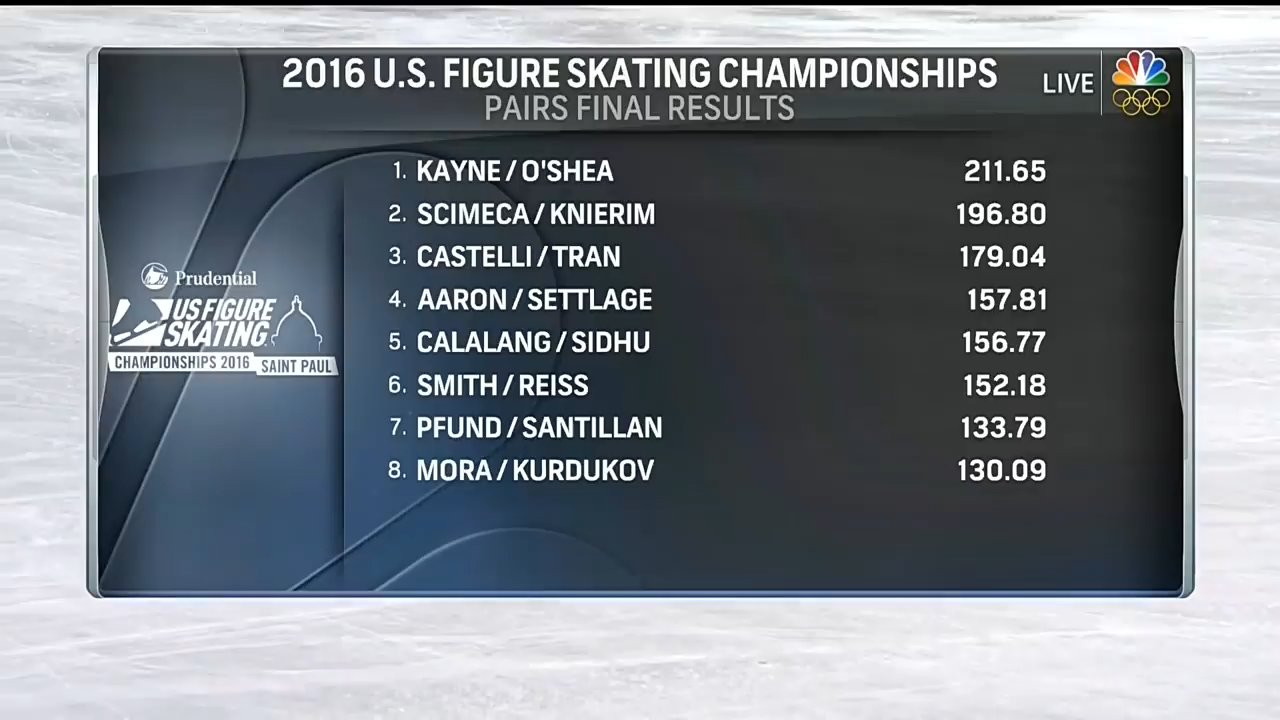 2016 U.S. FIGURE SKATING CHAMPIONSHIPS
PAIRS FINAL RESULTS
LIVE
1. KAYNE / O'SHEA 211.65
2. SCIMECA / KNIERIM 196.80
3. CASTELLI / TRAN 179.04
4. AARON / SETTLAGE 157.81
5. CALALANG / SIDHU 156.77
6. SMITH / REISS 152.18
7. PFUND / SANTILLAN 133.79
8. MORA / KURDUKOV 130.09
Prudential
US FIGURE
SKATING
CHAMPIONSHIPS 2016 SAINT PAUL